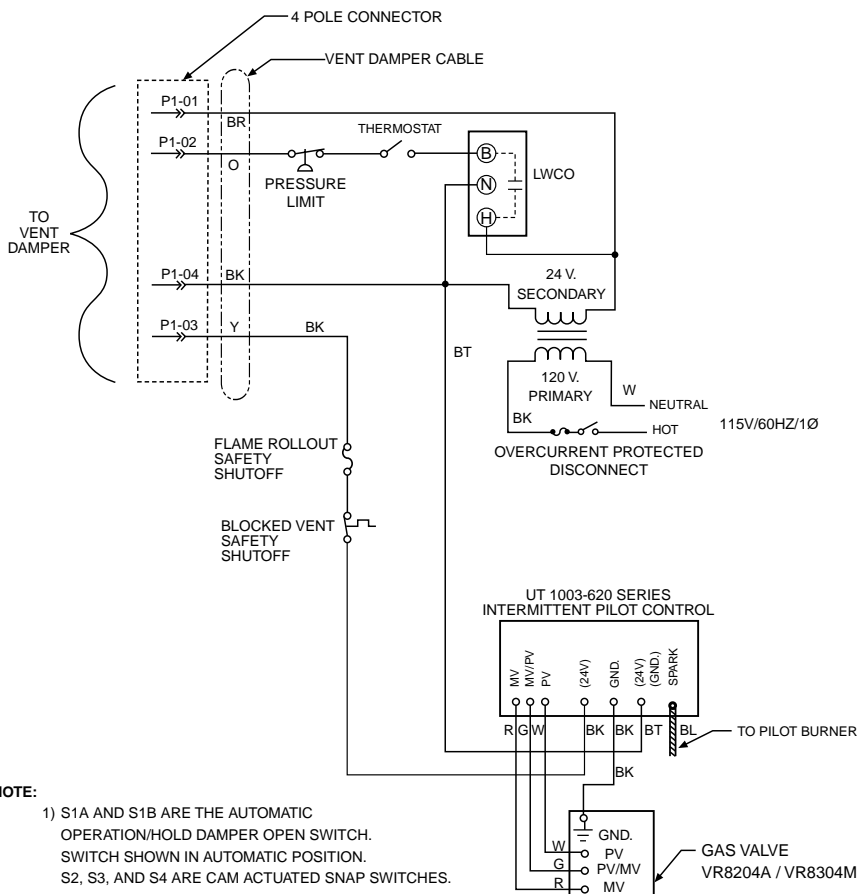 4 POLE CONNECTOR
VENT DAMPER CABLE
P1-01
BR
P1-02
O
THERMOSTAT
PRESSURE
LIMIT
B
N
H
LWCO
TO
VENT
DAMPER
P1-04
BK
24 V.
SECONDARY
P1-03
Y
BK
BT
120 V.
PRIMARY
W
NEUTRAL
BK
HOT
115V/60HZ/1Ø
OVERCURRENT PROTECTED
DISCONNECT
FLAME ROLLOUT
SAFETY
SHUTOFF
BLOCKED VENT
SAFETY
SHUTOFF
UT 1003-620 SERIES
INTERMITTENT PILOT CONTROL
MV
MV/PV
PV
(24V)
GND.
(24V)
(GND.)
SPARK
R G W BK BK BT BL
TO PILOT BURNER
BK
OTE:
1) S1A AND S1B ARE THE AUTOMATIC
OPERATION/HOLD DAMPER OPEN SWITCH.
SWITCH SHOWN IN AUTOMATIC POSITION.
S2, S3, AND S4 ARE CAM ACTUATED SNAP SWITCHES.
GND.
W PV
G PV/MV
R MV
GAS VALVE
VR8204A / VR8304M